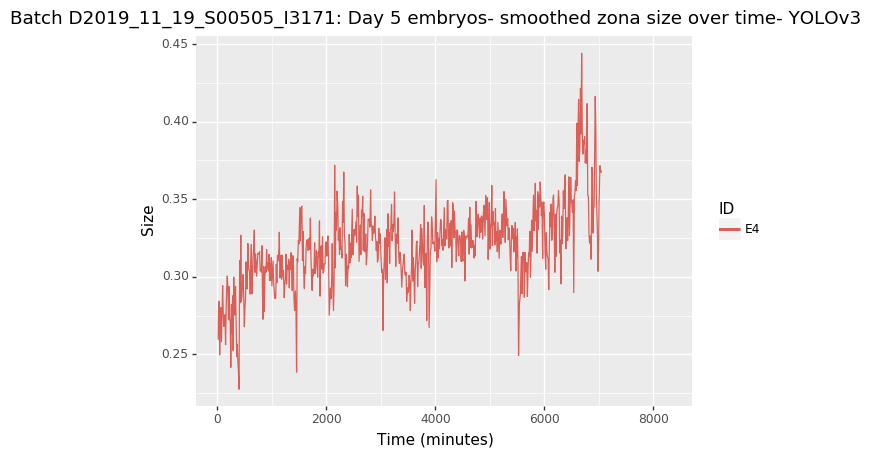 Batch D2019_11_19_S00505_I3171: Day 5 embryos- smoothed zona size over time- YOLOv3
0.45
0.40
0.35
0.30
0.25
Size
0
2000
4000
6000
8000
Time (minutes)
ID
E4